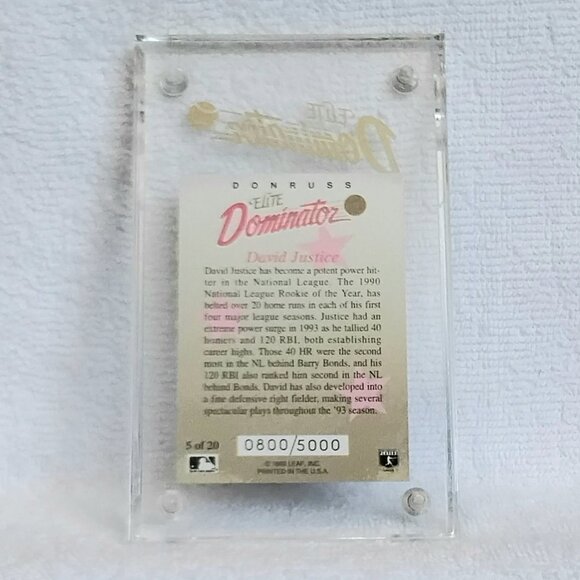 ELITE
Dominator
DONRUSS
ELITE
Dominator
David Justice
David Justice has become a potent power hit-
ter in the National League. The 1990
National League Rookie of the Year, has
belted over 20 home runs in each of his first
four major league seasons. Justice had an
extreme power surge in 1993 as he tallied 40
homers and 120 RBI, both establishing
career highs. Those 40 HR were the second
most in the NL behind Barry Bonds, and his
120 RBI also ranked him second in the NL
behind Bonds. David has also developed into
a fine defensive right fielder, making several
spectacular plays throughout the '93 season.
5 of 20
0800/5000
© 1993 LEAF, INC.
PRINTED IN THE U.S.A.